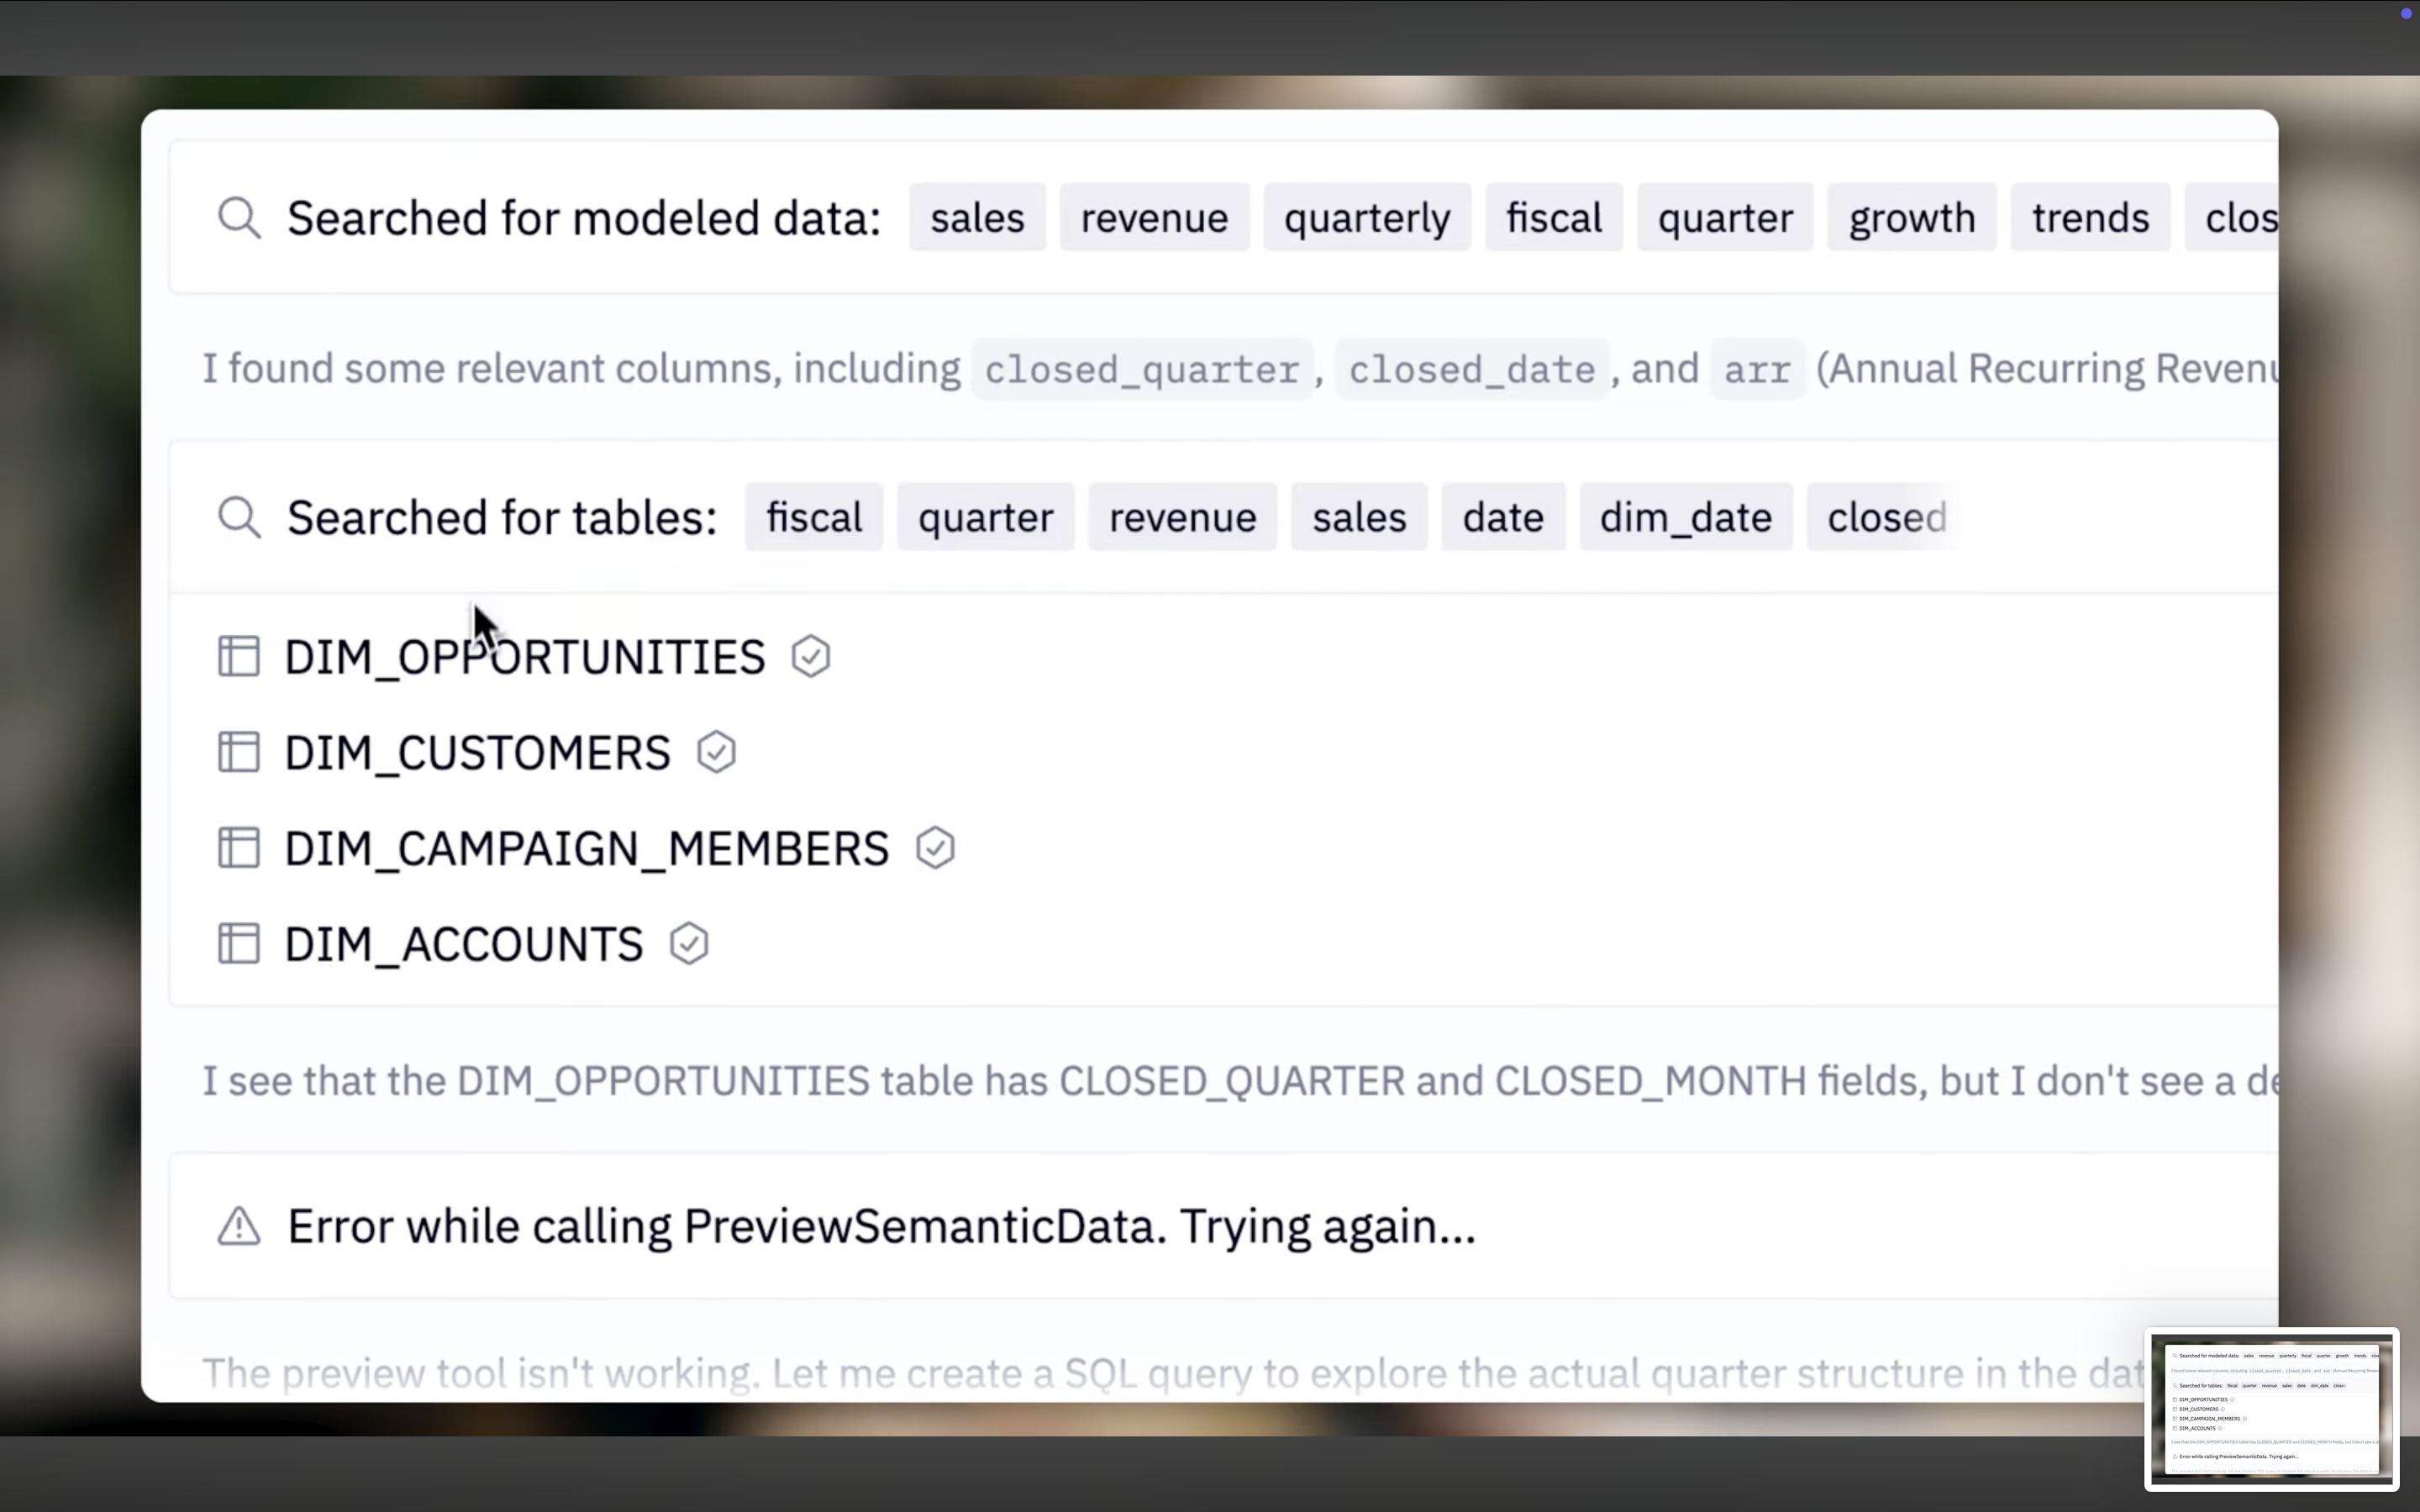 Searched for modeled data: sales revenue quarterly fiscal quarter growth trends clos
I found some relevant columns, including closed_quarter, closed_date, and arr (Annual Recurring Revenu
Searched for tables: fiscal quarter revenue sales date dim_date closed
DIM_OPPORTUNITIES
DIM_CUSTOMERS
DIM_CAMPAIGN_MEMBERS
DIM_ACCOUNTS
I see that the DIM_OPPORTUNITIES table has CLOSED_QUARTER and CLOSED_MONTH fields, but I don't see a de
Error while calling PreviewSemanticData. Trying again...
The preview tool isn't working. Let me create a SQL query to explore the actual quarter structure in the dat